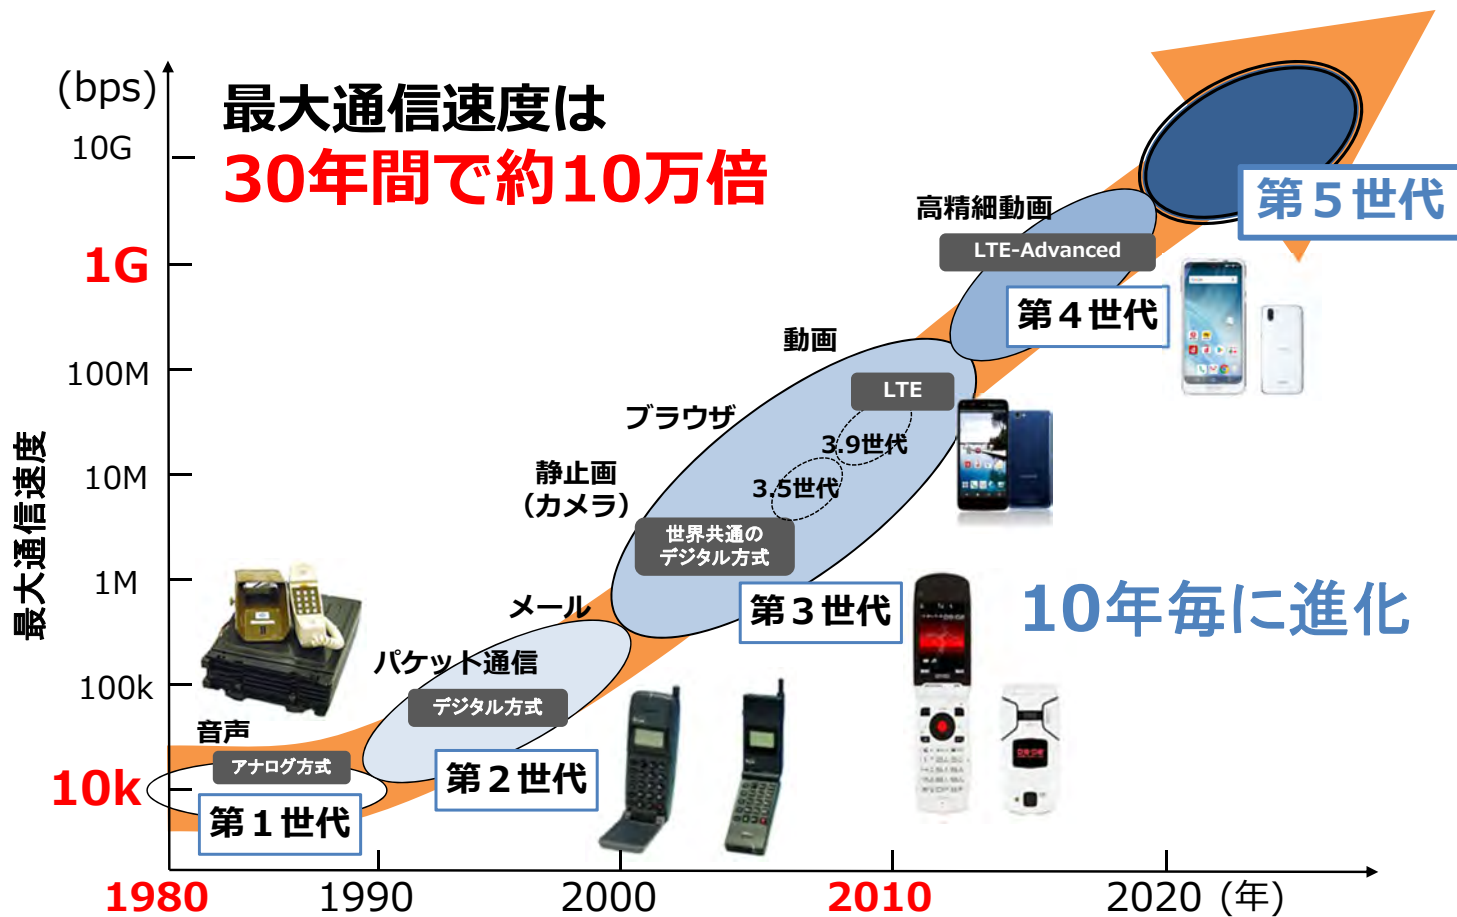 (bps)
最大通信速度は
30年間で約10万倍
10G
1G
100M
10M
1M
100k
10k
最大通信速度
第５世代
高精細動画
LTE-Advanced
第４世代
動画
LTE
ブラウザ
3.9世代
静止画
（カメラ）
3.5世代
世界共通の
デジタル方式
第３世代
10年毎に進化
メール
パケット通信
デジタル方式
第２世代
音声
アナログ方式
第１世代
1980
1990
2000
2010
2020
(年)